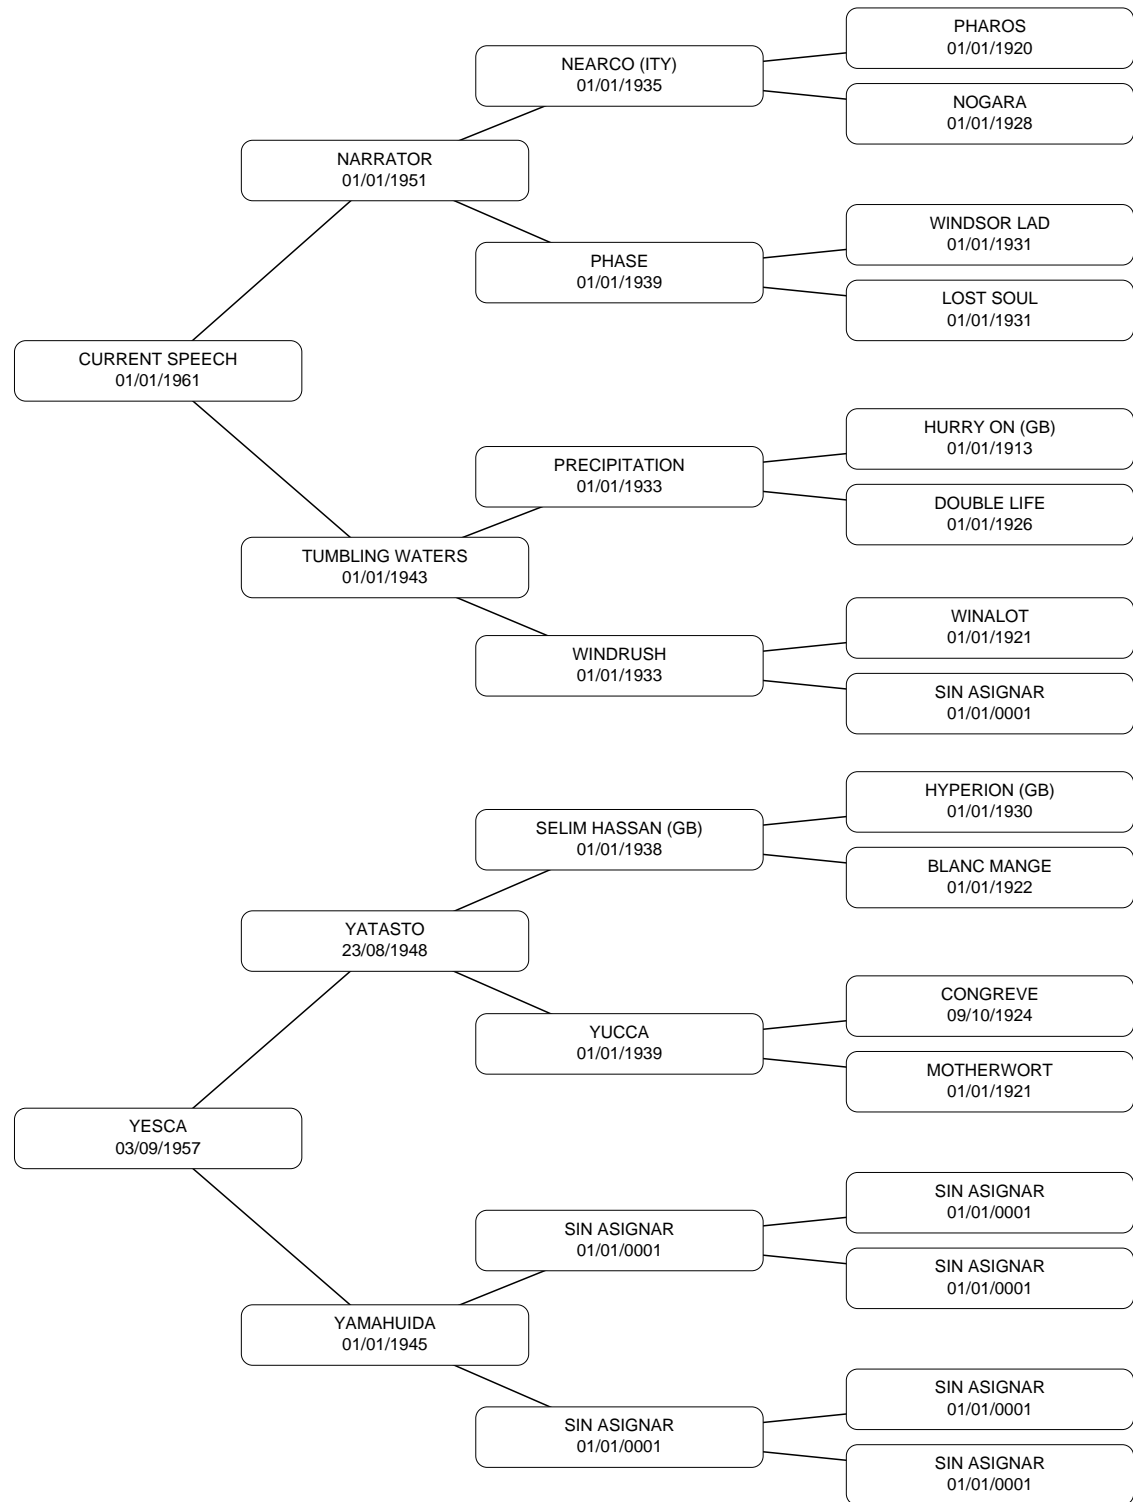 PHAROS
01/01/1920
NEARCO (ITY)
01/01/1935
NOGARA
01/01/1928
NARRATOR
01/01/1951
WINDSOR LAD
01/01/1931
PHASE
01/01/1939
LOST SOUL
01/01/1931
CURRENT SPEECH
01/01/1961
HURRY ON (GB)
01/01/1913
PRECIPITATION
01/01/1933
DOUBLE LIFE
01/01/1926
TUMBLING WATERS
01/01/1943
WINALOT
01/01/1921
WINDRUSH
01/01/1933
SIN ASIGNAR
01/01/0001
HYPERION (GB)
01/01/1930
SELIM HASSAN (GB)
01/01/1938
BLANC MANGE
01/01/1922
YATASTO
23/08/1948
CONGREVE
09/10/1924
YUCCA
01/01/1939
MOTHERWORT
01/01/1921
YESCA
03/09/1957
SIN ASIGNAR
01/01/0001
SIN ASIGNAR
01/01/0001
SIN ASIGNAR
01/01/0001
YAMAHUIDA
01/01/1945
SIN ASIGNAR
01/01/0001
SIN ASIGNAR
01/01/0001
SIN ASIGNAR
01/01/0001